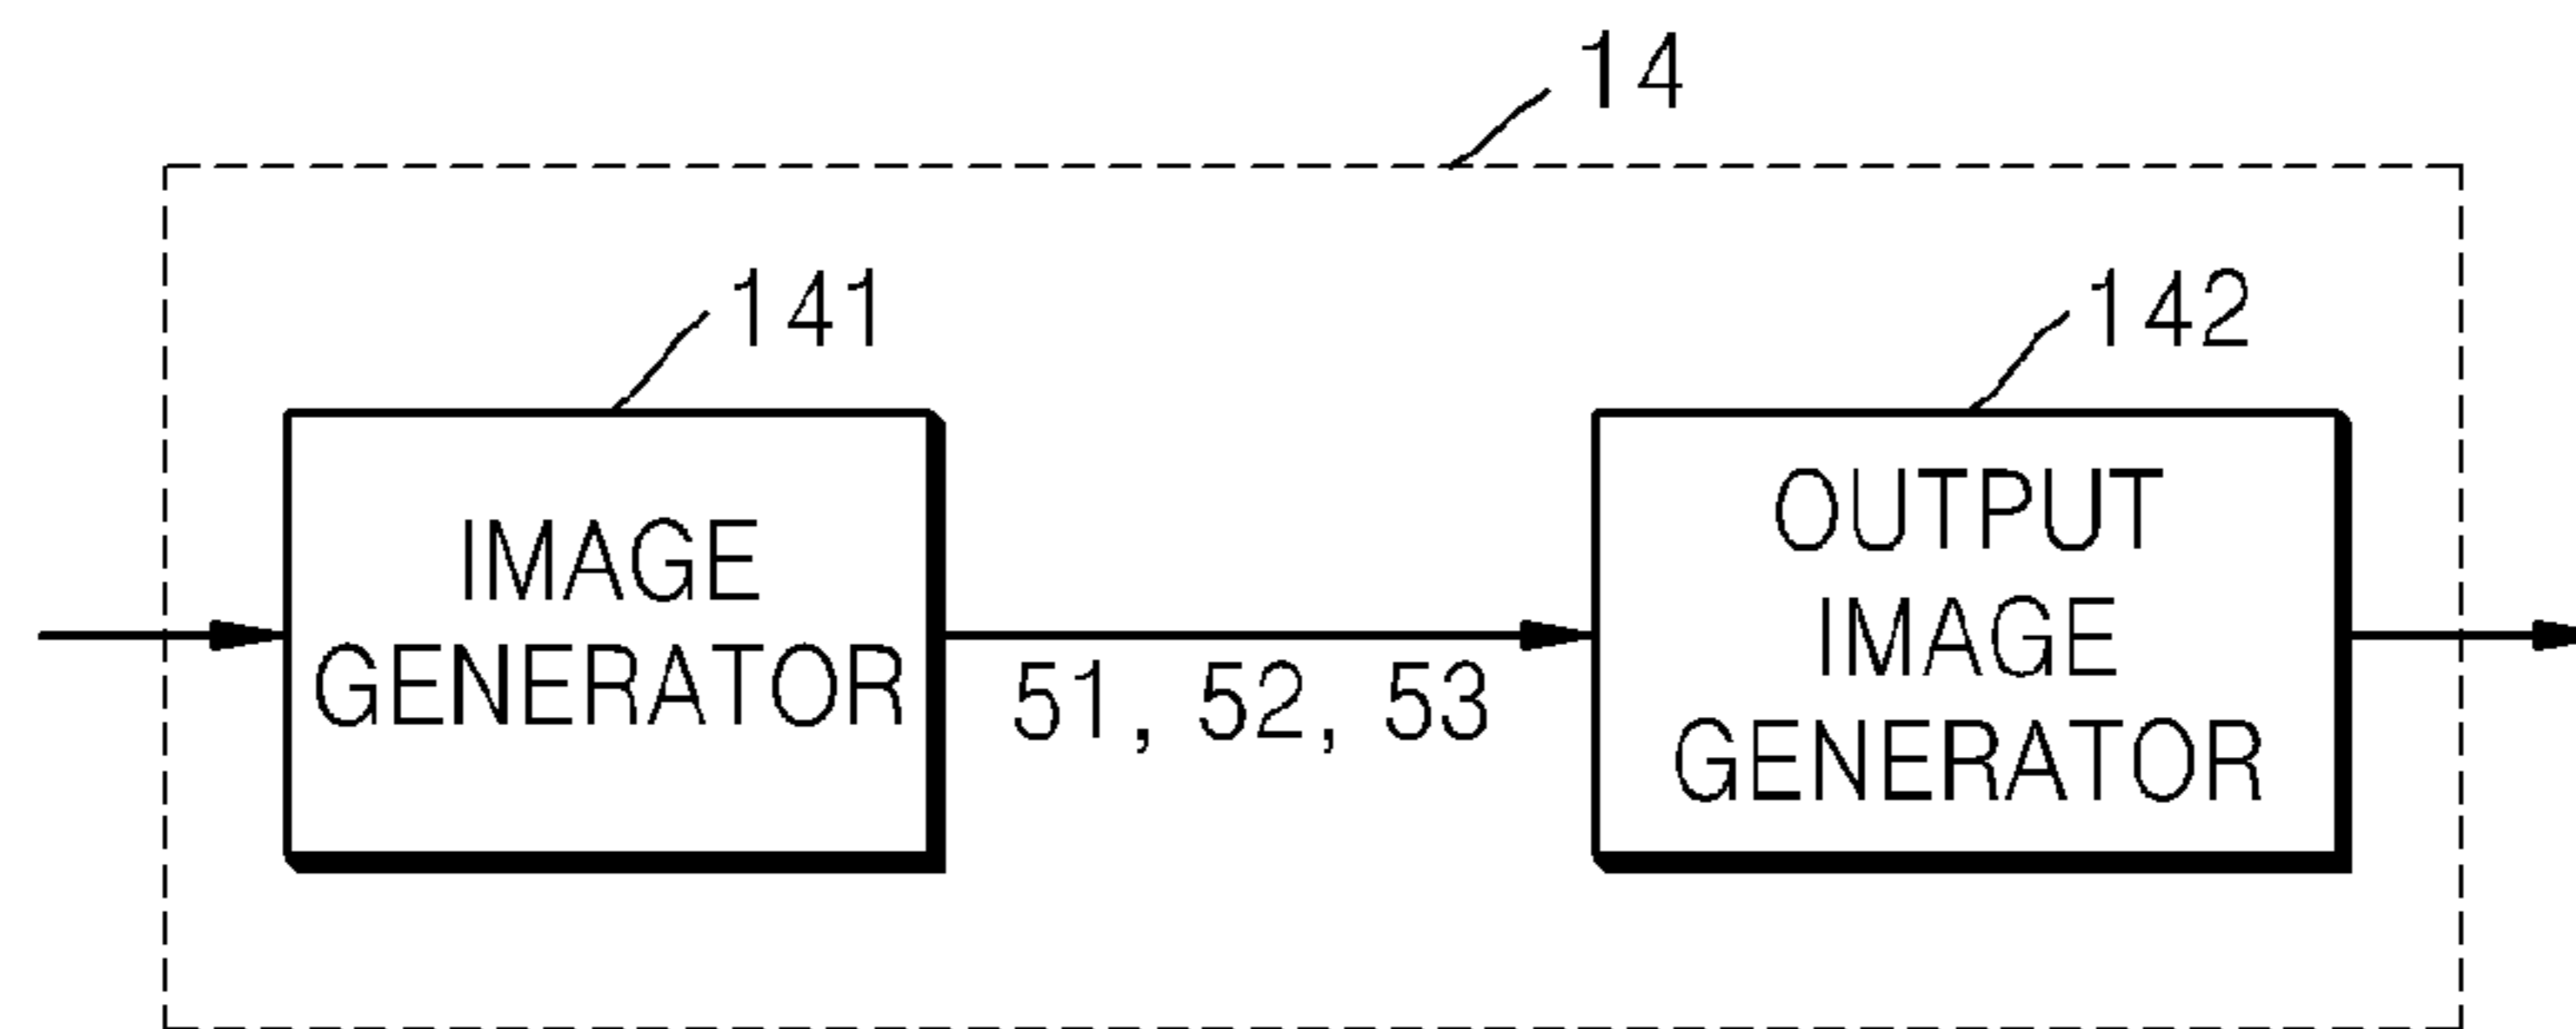 14
141
142
IMAGE
GENERATOR
51, 52, 53
OUTPUT
IMAGE
GENERATOR